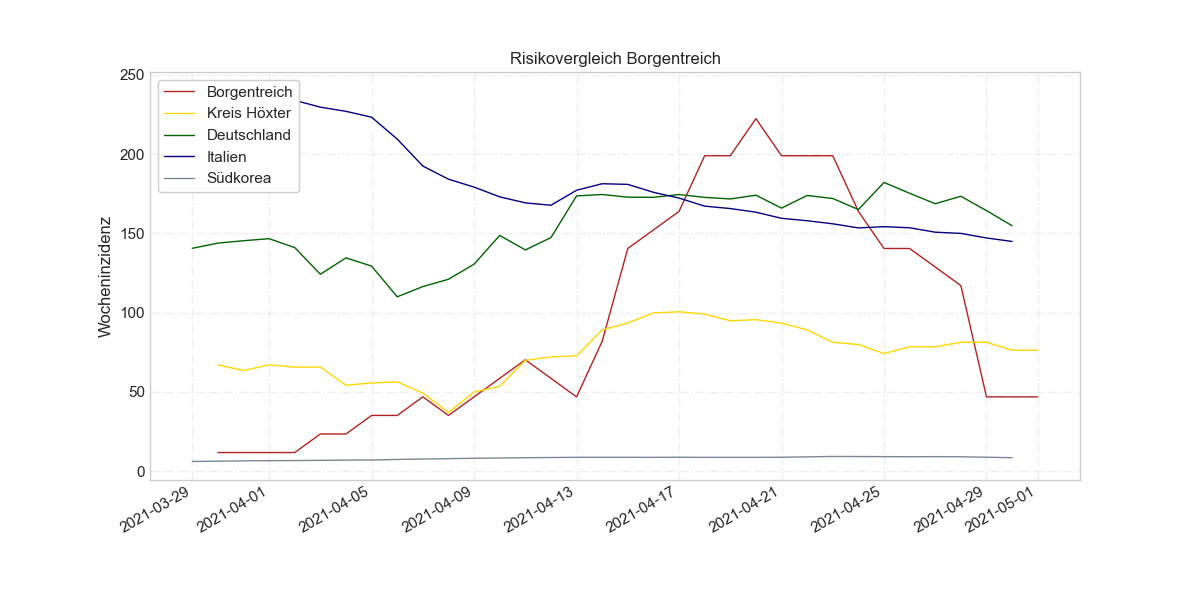 Risikovergleich Borgentreich
Wocheninzidenz
250
200
150
100
50
0
Borgentreich
Kreis Höxter
Deutschland
Italien
Südkorea
2021-03-29
2021-04-01
2021-04-05
2021-04-09
2021-04-13
2021-04-17
2021-04-21
2021-04-25
2021-04-29
2021-05-01